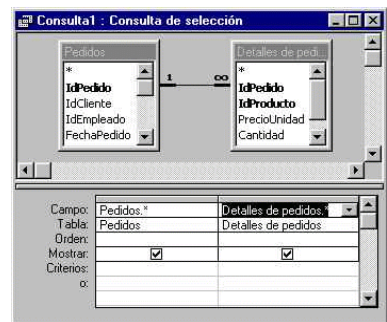 Consulta1 : Consulta de selección
Pedidos
*
IdPedido
IdCliente
IdEmpleado
FechaPedido
1
∞
Detalles de pedi...
*
IdPedido
IdProducto
PrecioUnidad
Cantidad
Campo: Pedidos.* Detalles de pedidos.*
Tabla: Pedidos Detalles de pedidos
Orden:
Mostrar:
Criterios:
o: